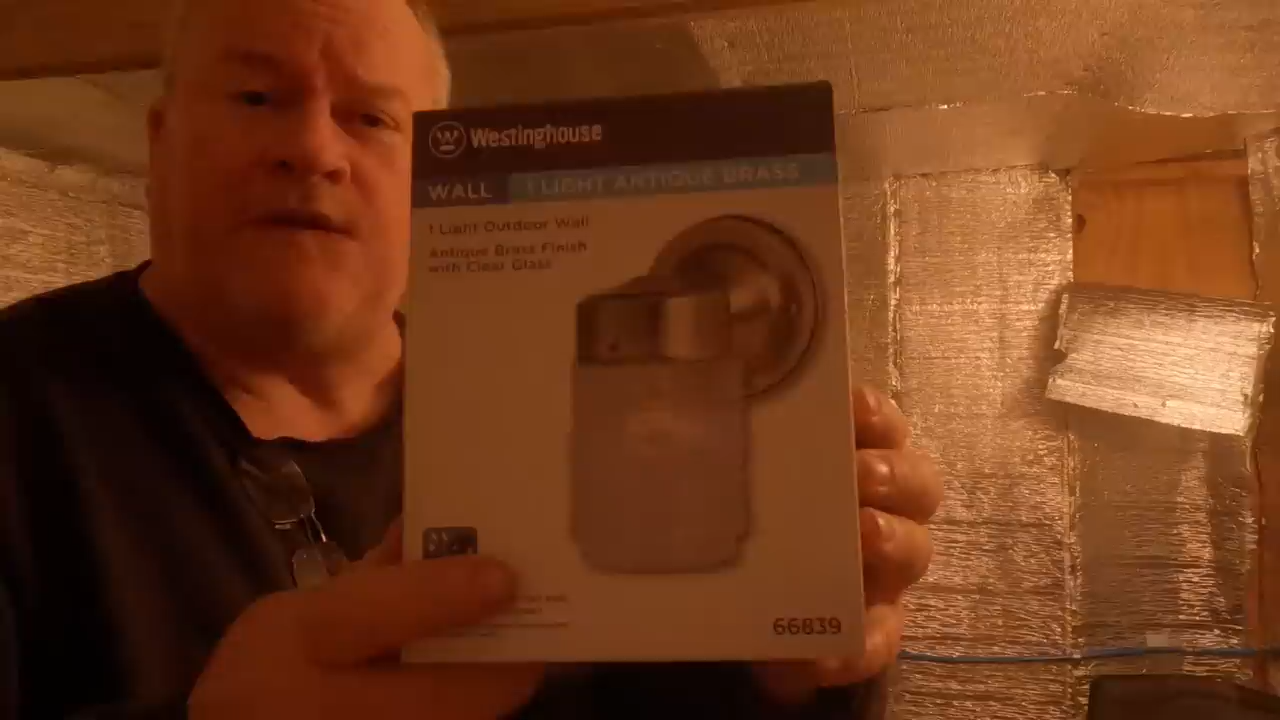 Westinghouse
WALL 1 LIGHT ANTIQUE BRASS
1 Light Outdoor Wall
Antique Brass Finish
with Clear Glass
66839